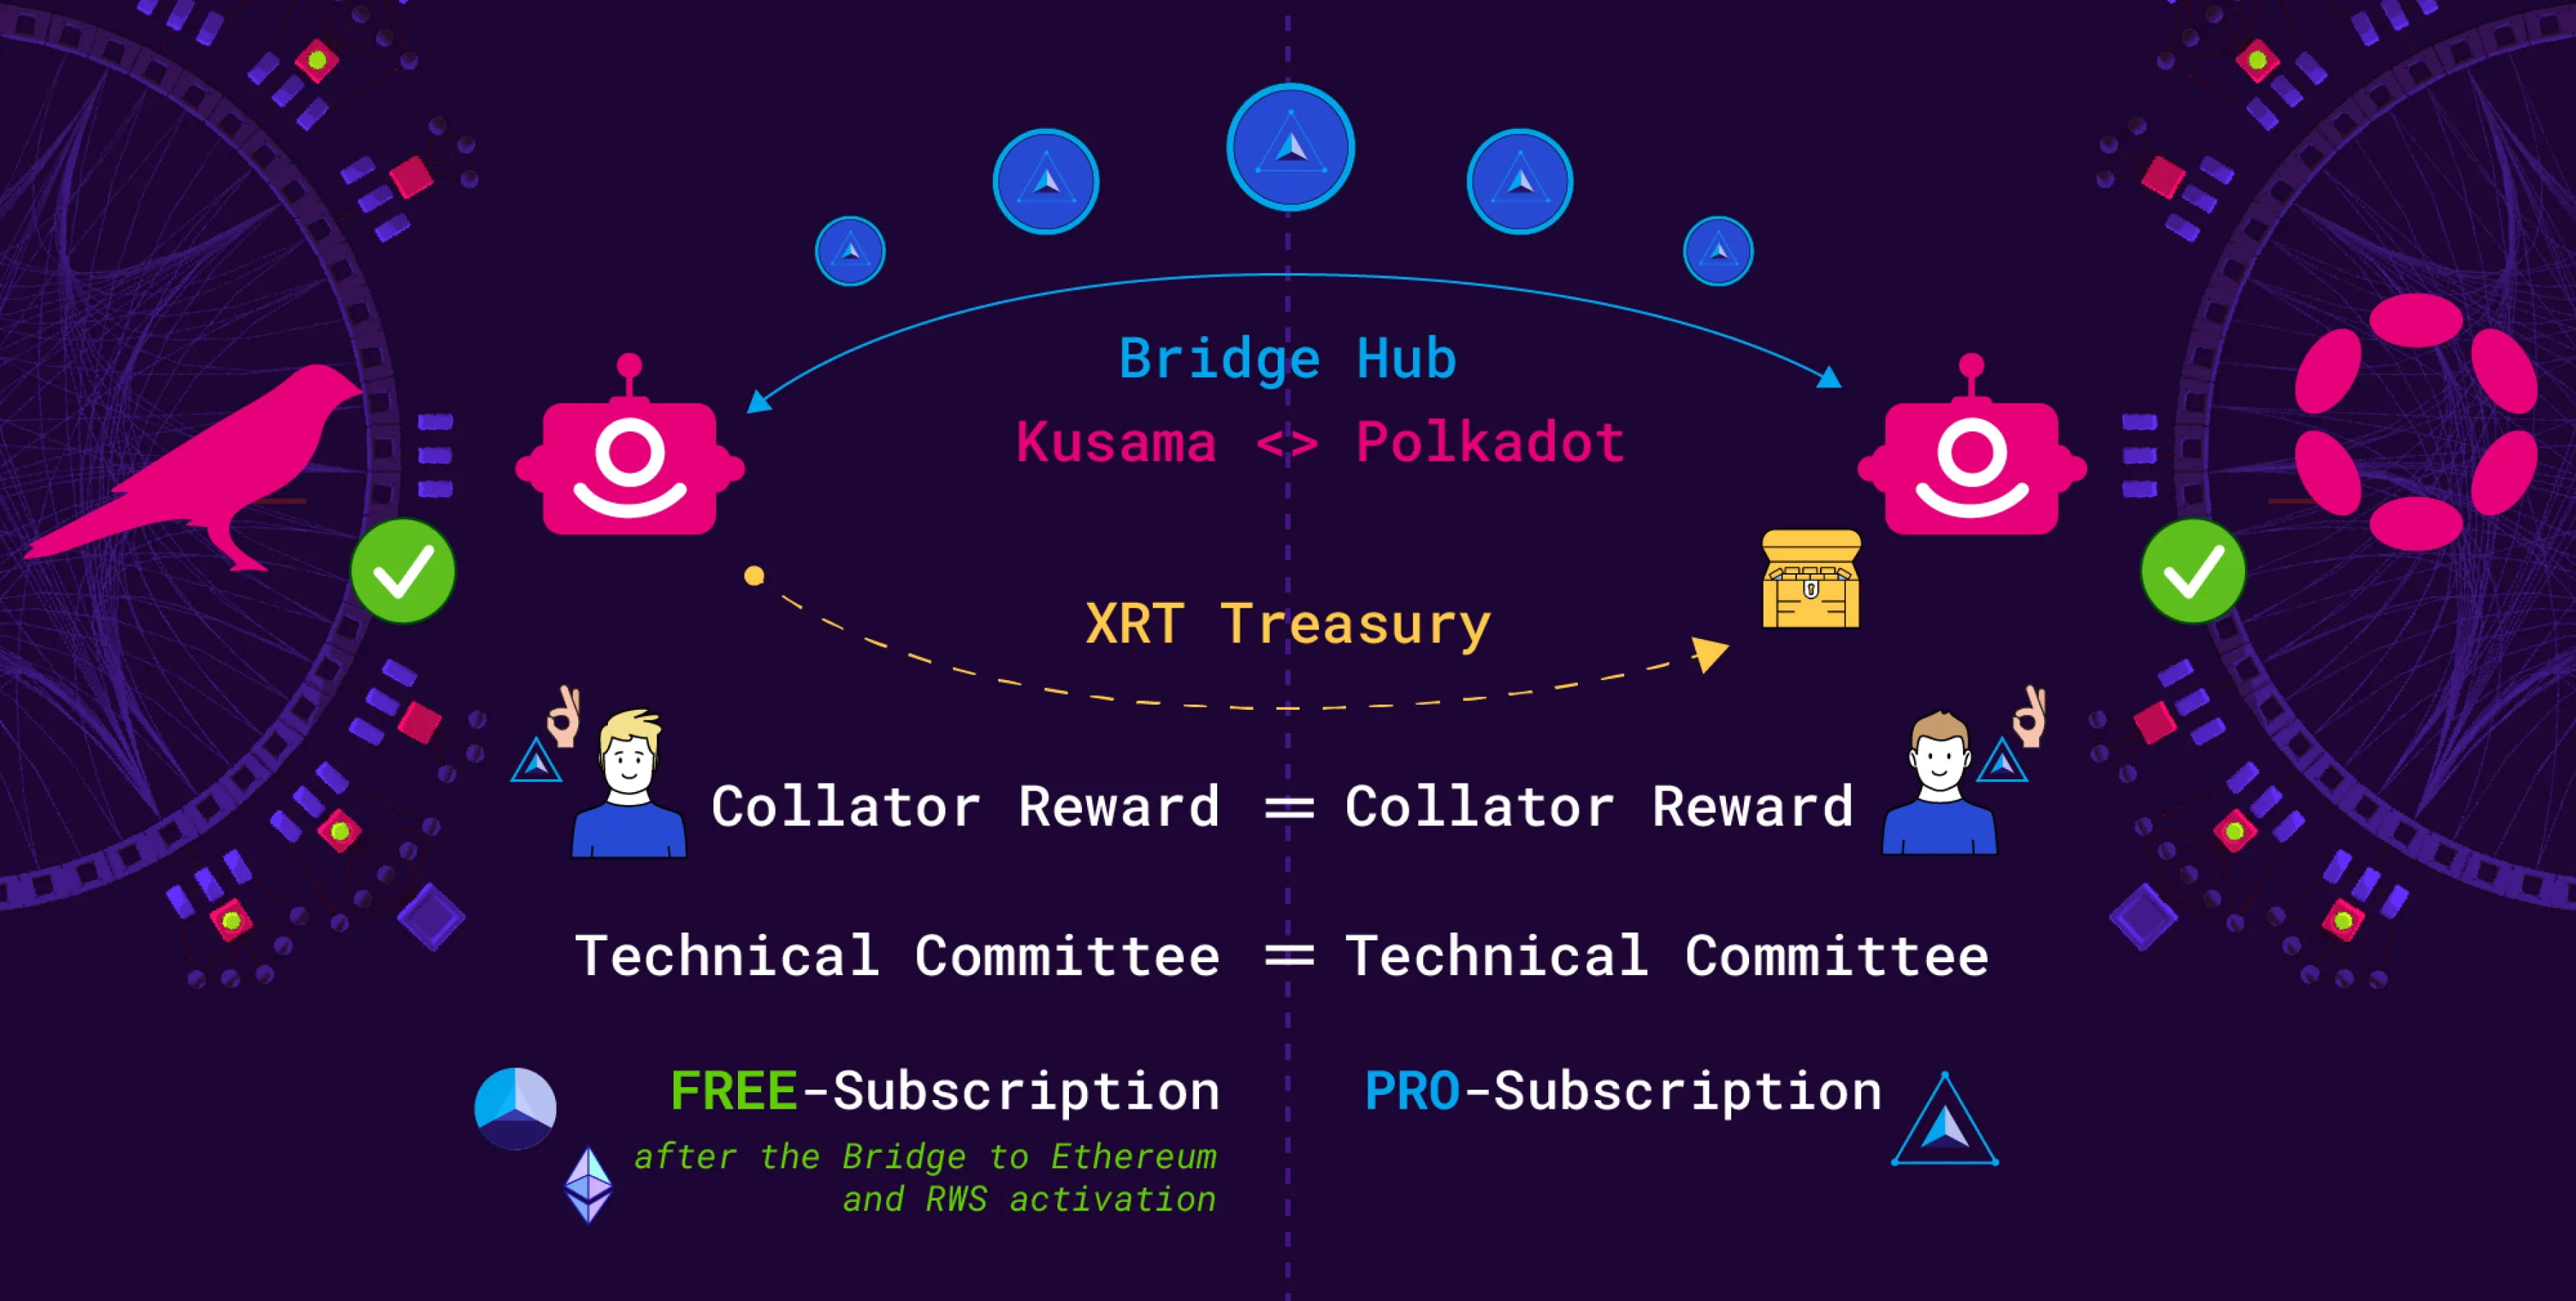 Bridge Hub
Kusama <> Polkadot
XRT Treasury
Collator Reward = Collator Reward
Technical Committee = Technical Committee
FREE-Subscription
after the Bridge to Ethereum
and RWS activation
PRO-Subscription